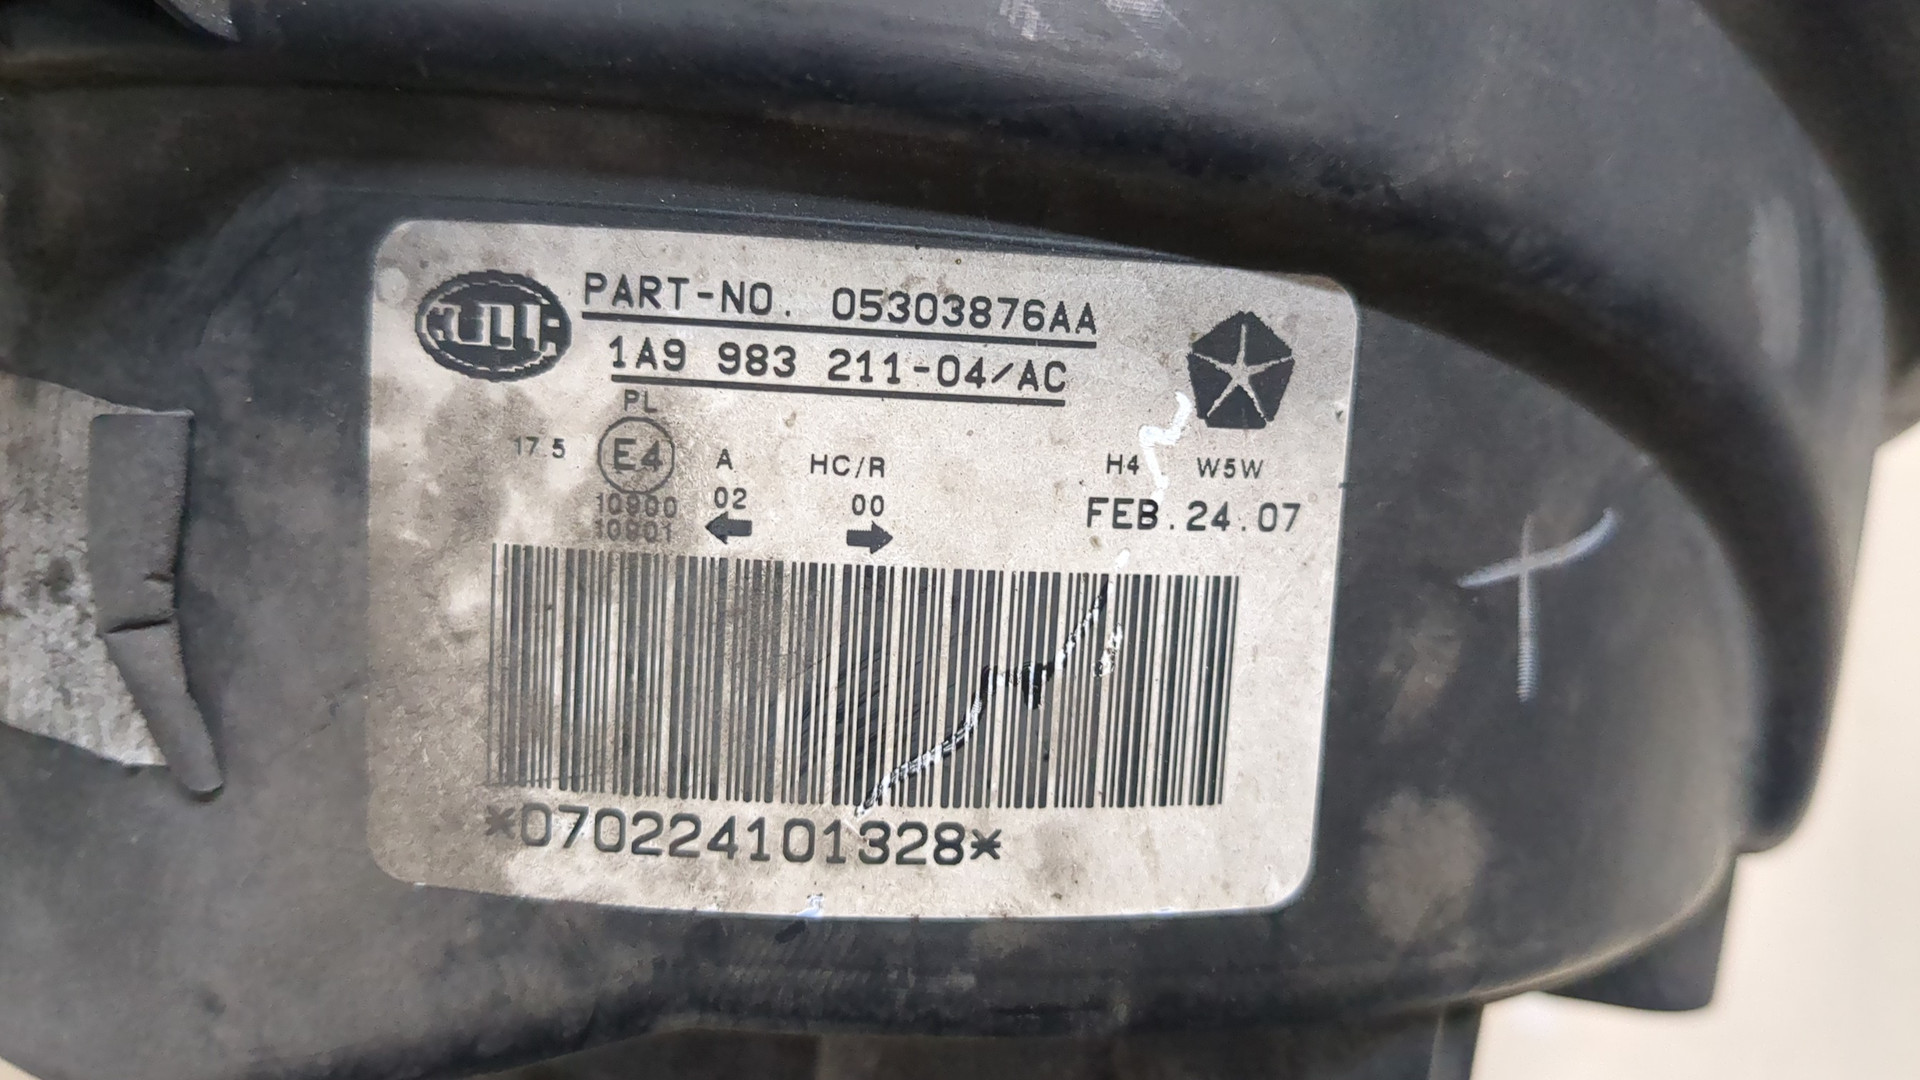 HELLA
PART-NO. 05303876AA
1A9 983 211-04/AC
PL
17.5 E4 A HC/R H4 W5W
10900 02 00 FEB.24.07
10901
*070224101328*